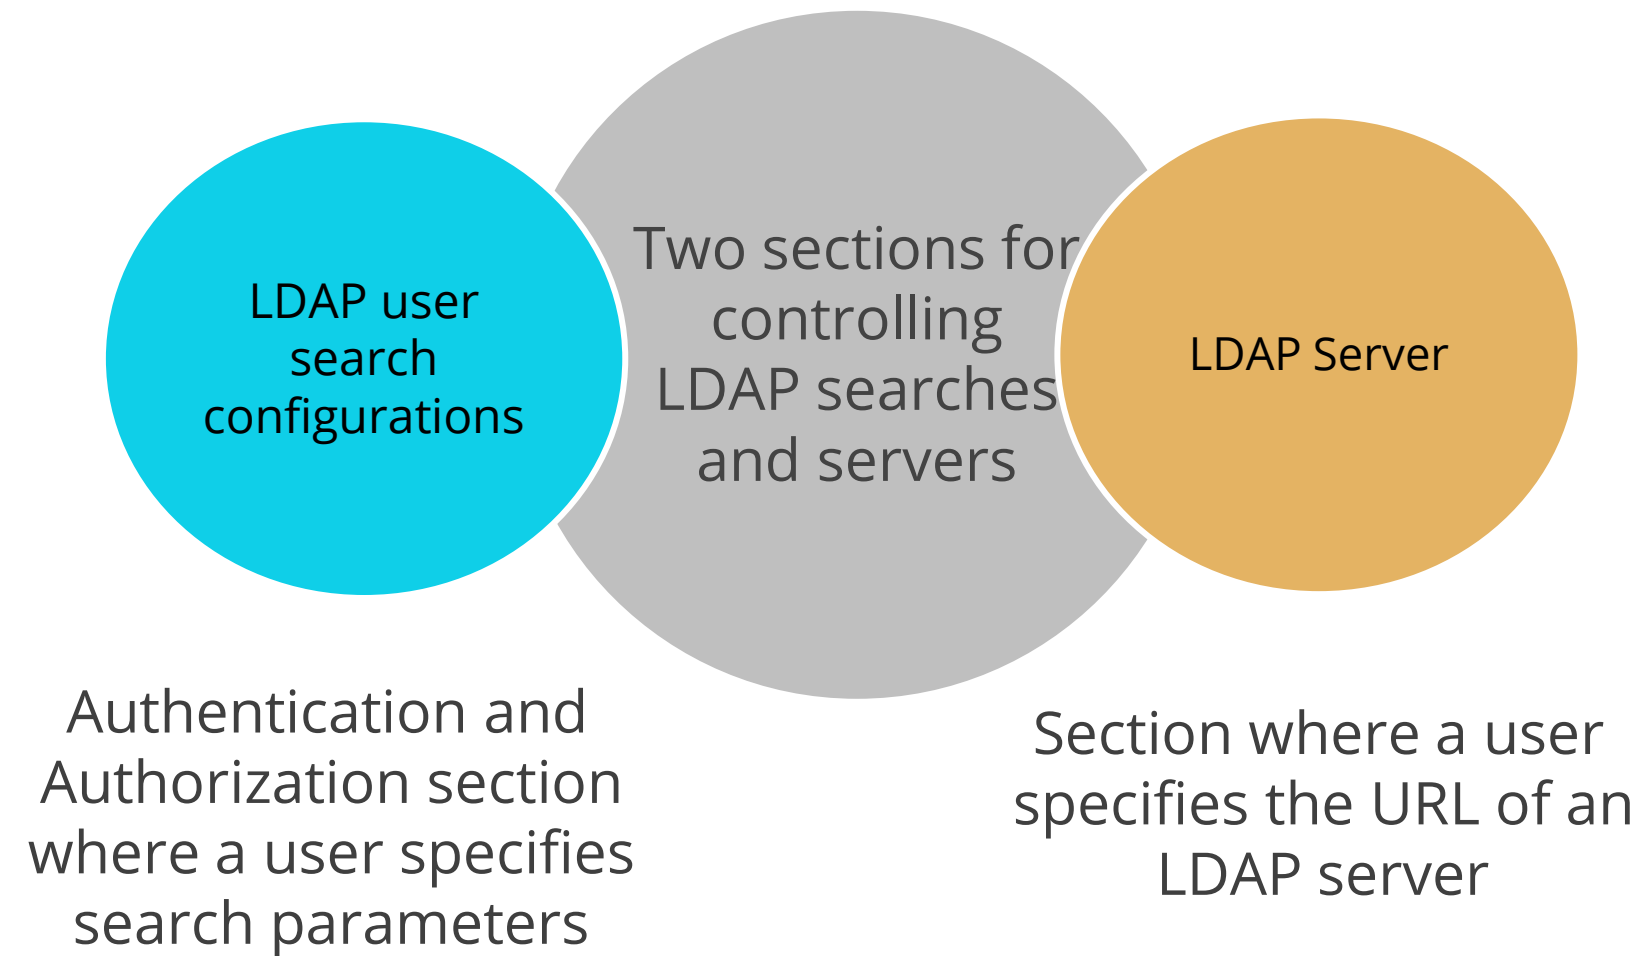 LDAP user
search
configurations
Two sections for
controlling
LDAP searches
and servers
LDAP Server
Authentication and
Authorization section
where a user specifies
search parameters
Section where a user
specifies the URL of an
LDAP server